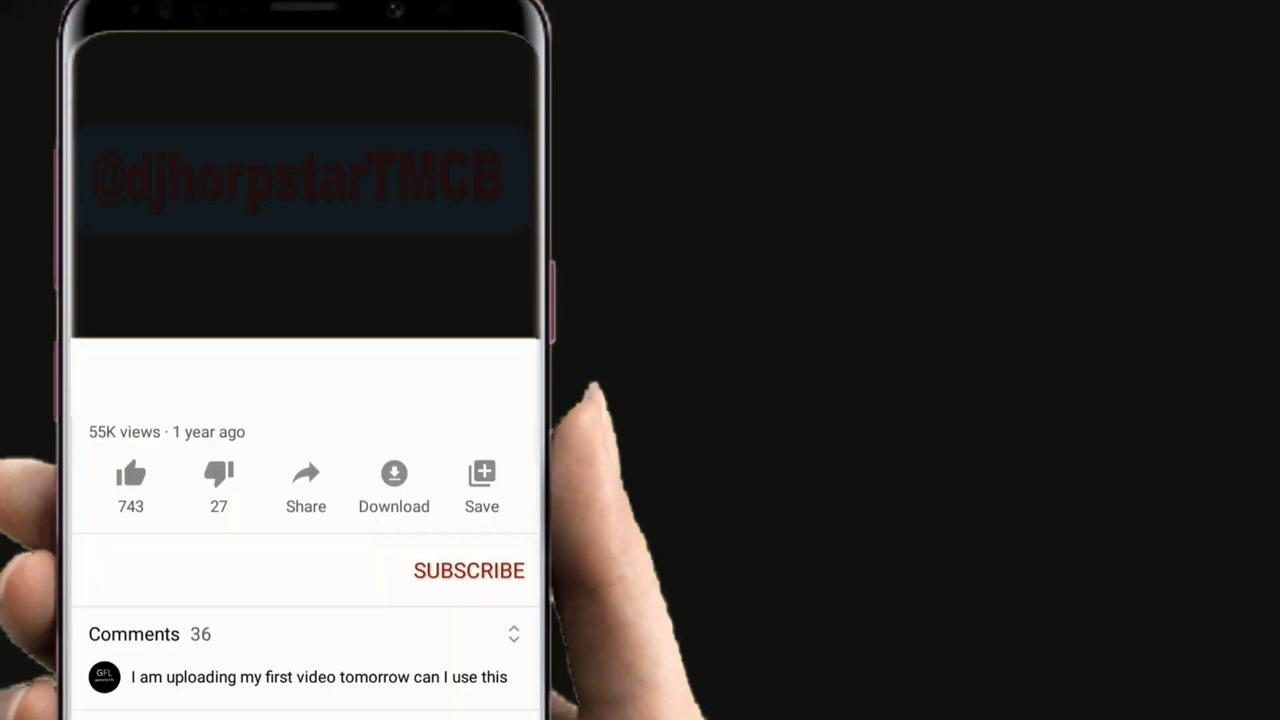 @djhorpstarTMCB
55K views · 1 year ago
743 27 Share Download Save
SUBSCRIBE
Comments 36
GFL
I am uploading my first video tomorrow can I use this